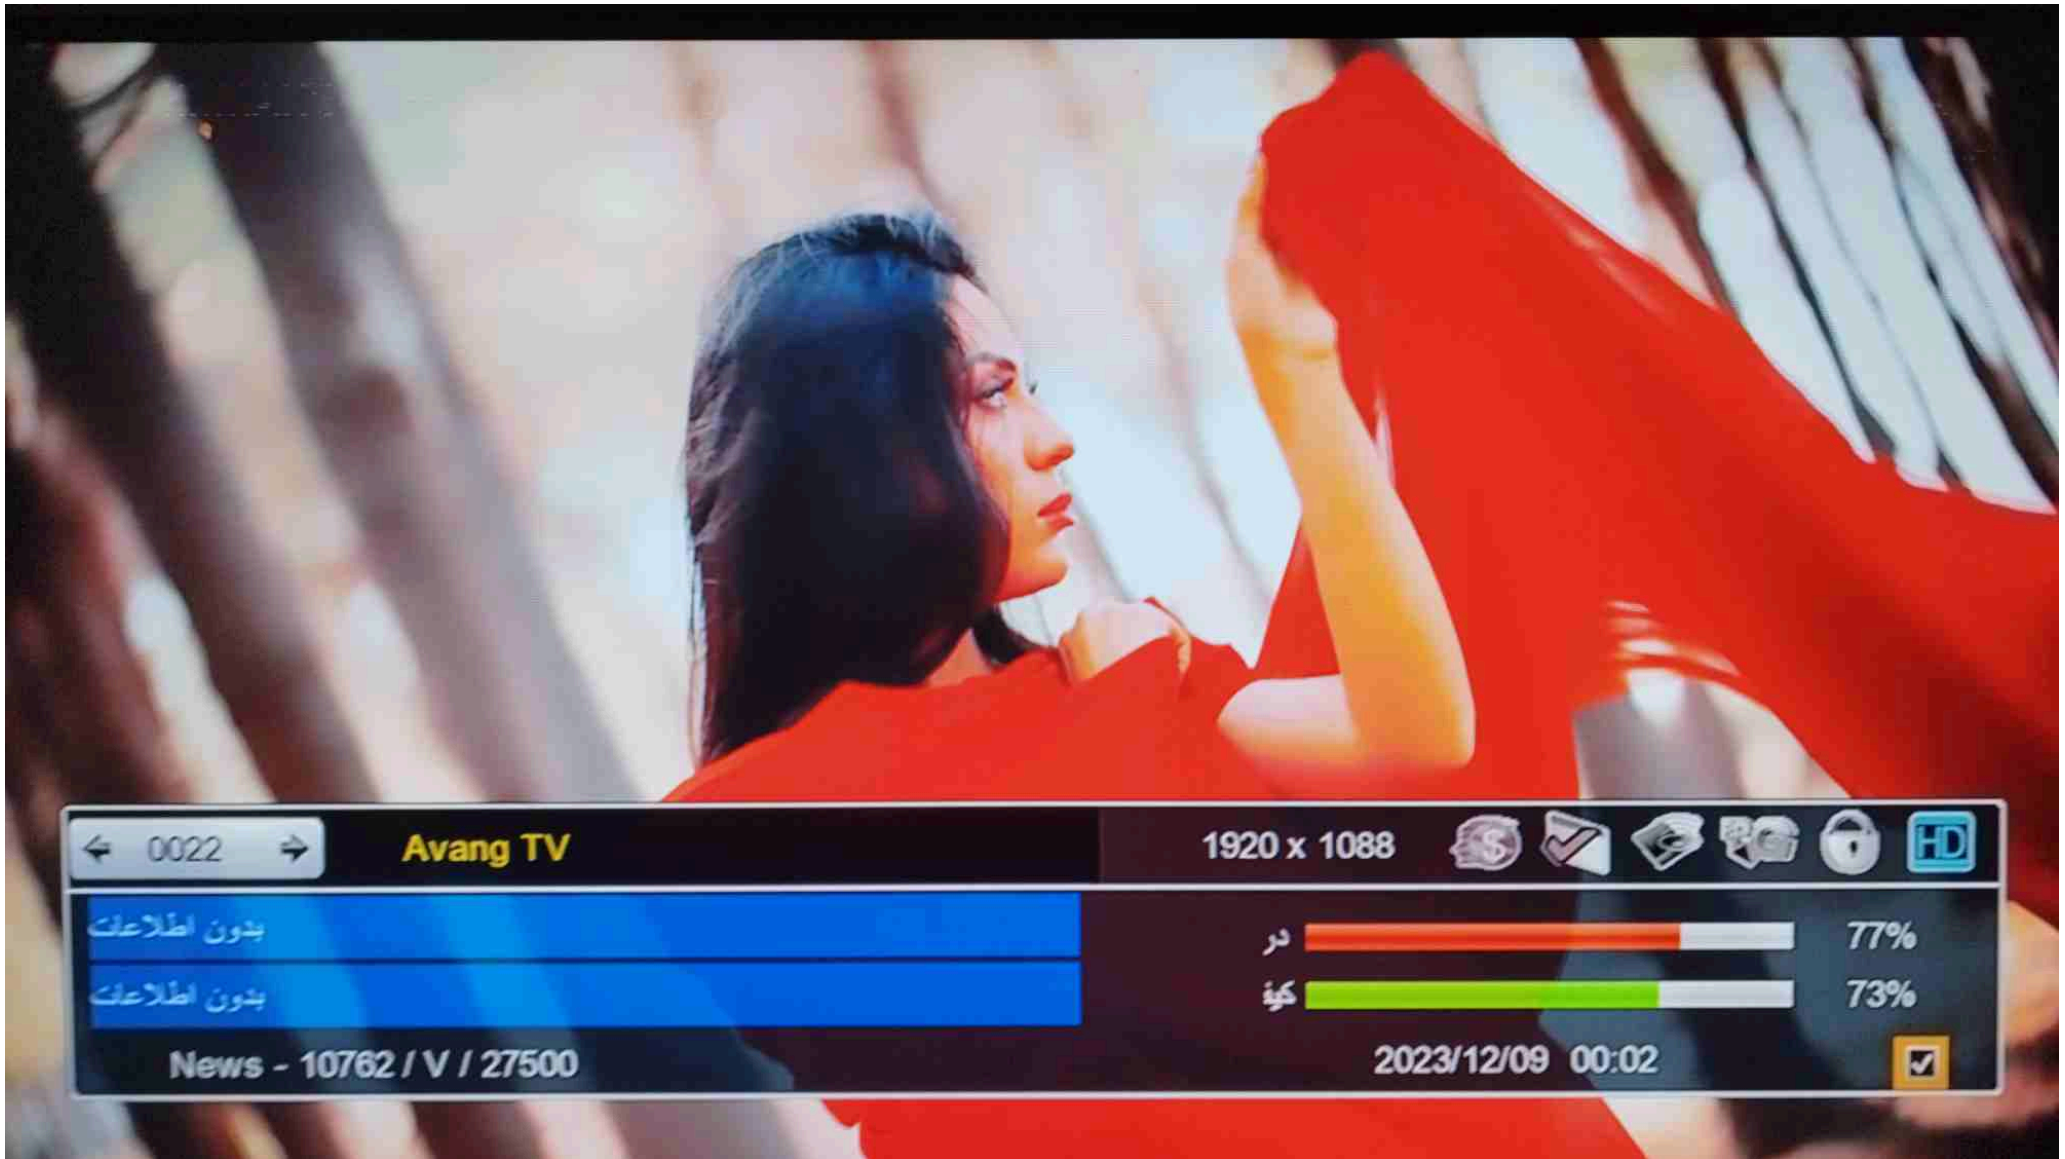 0022 Avang TV 1920 x 1088 HD
بدون اطلاعات
در 77%
بدون اطلاعات
کیف 73%
News - 10762 / V / 27500 2023/12/09 00:02